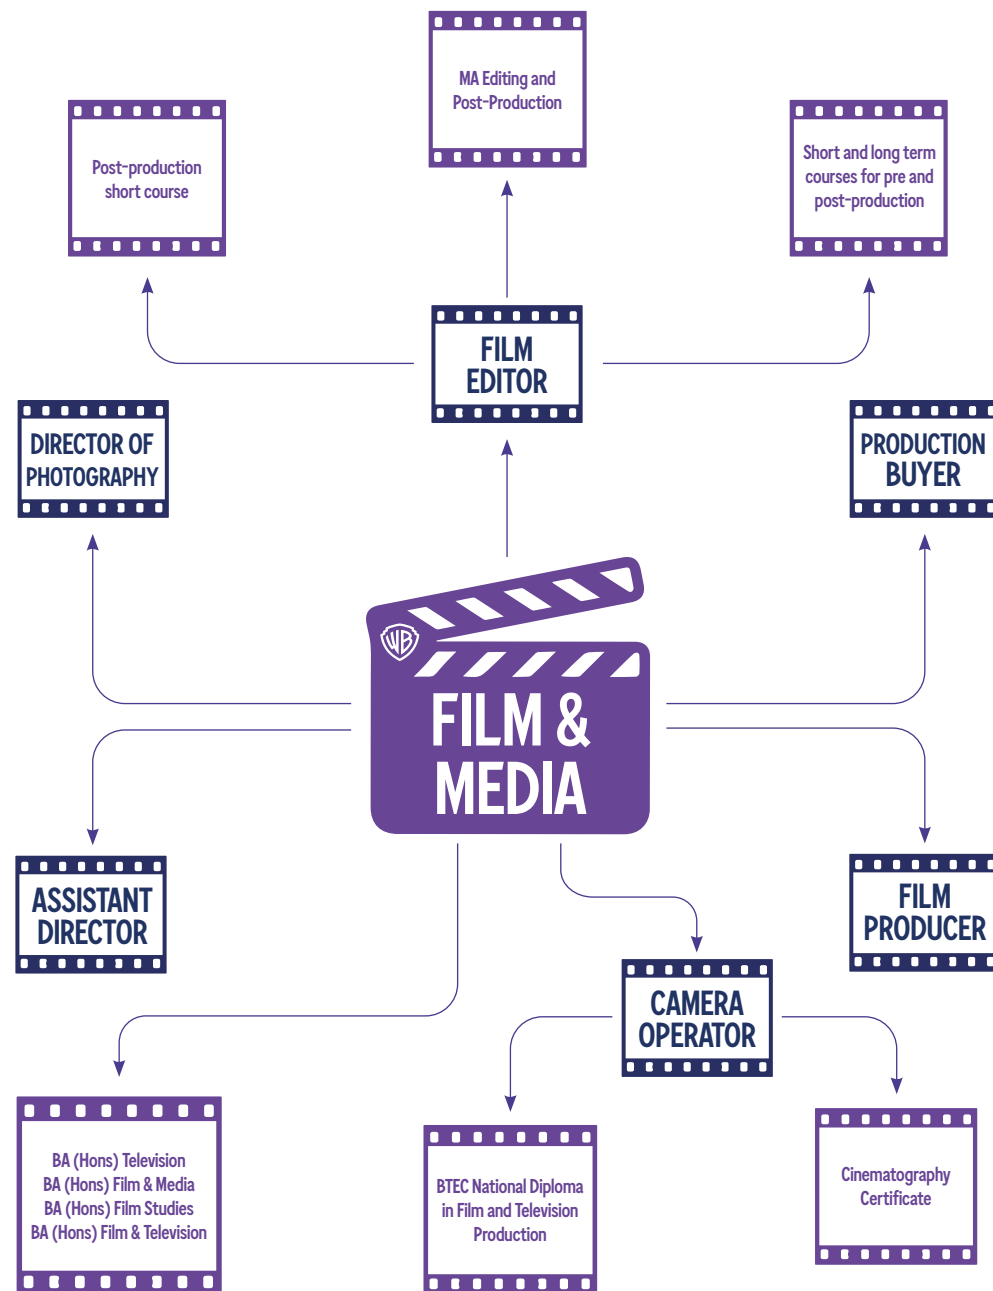 MA Editing and
Post-Production
Post-production
short course
Short and long term
courses for pre and
post-production
FILM
EDITOR
DIRECTOR OF
PHOTOGRAPHY
PRODUCTION
BUYER
WB
FILM &
MEDIA
ASSISTANT
DIRECTOR
FILM
PRODUCER
CAMERA
OPERATOR
BA (Hons) Television
BA (Hons) Film & Media
BA (Hons) Film Studies
BA (Hons) Film & Television
BTEC National Diploma
in Film and Television
Production
Cinematography
Certificate